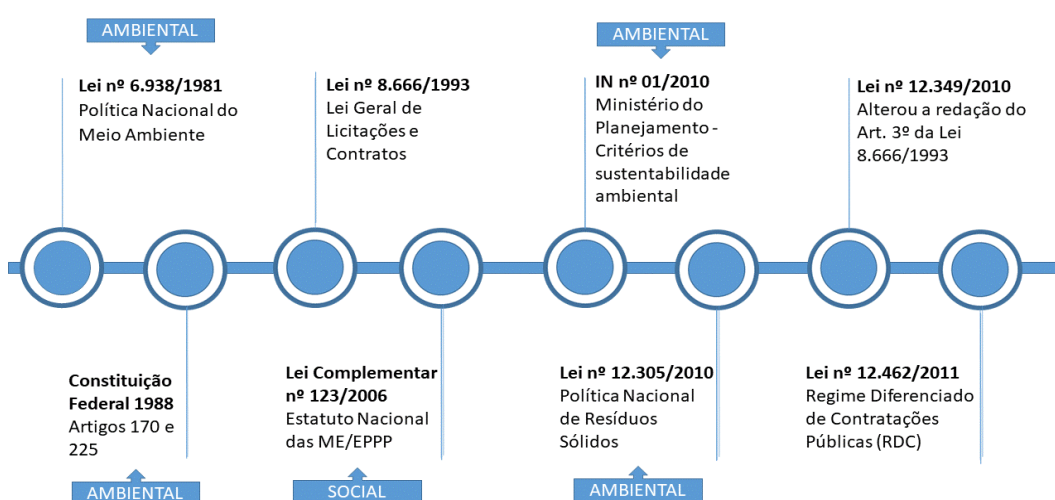 AMBIENTAL
Lei nº 6.938/1981
Política Nacional do
Meio Ambiente
Lei nº 8.666/1993
Lei Geral de
Licitações e
Contratos
AMBIENTAL
IN nº 01/2010
Ministério do
Planejamento -
Critérios de
sustentabilidade
ambiental
Lei nº 12.349/2010
Alterou a redação do
Art. 3º da Lei
8.666/1993
Constituição
Federal 1988
Artigos 170 e
225
AMBIENTAL
Lei Complementar
nº 123/2006
Estatuto Nacional
das ME/EPPP
SOCIAL
Lei nº 12.305/2010
Política Nacional
de Resíduos
Sólidos
AMBIENTAL
Lei nº 12.462/2011
Regime Diferenciado
de Contratações
Públicas (RDC)